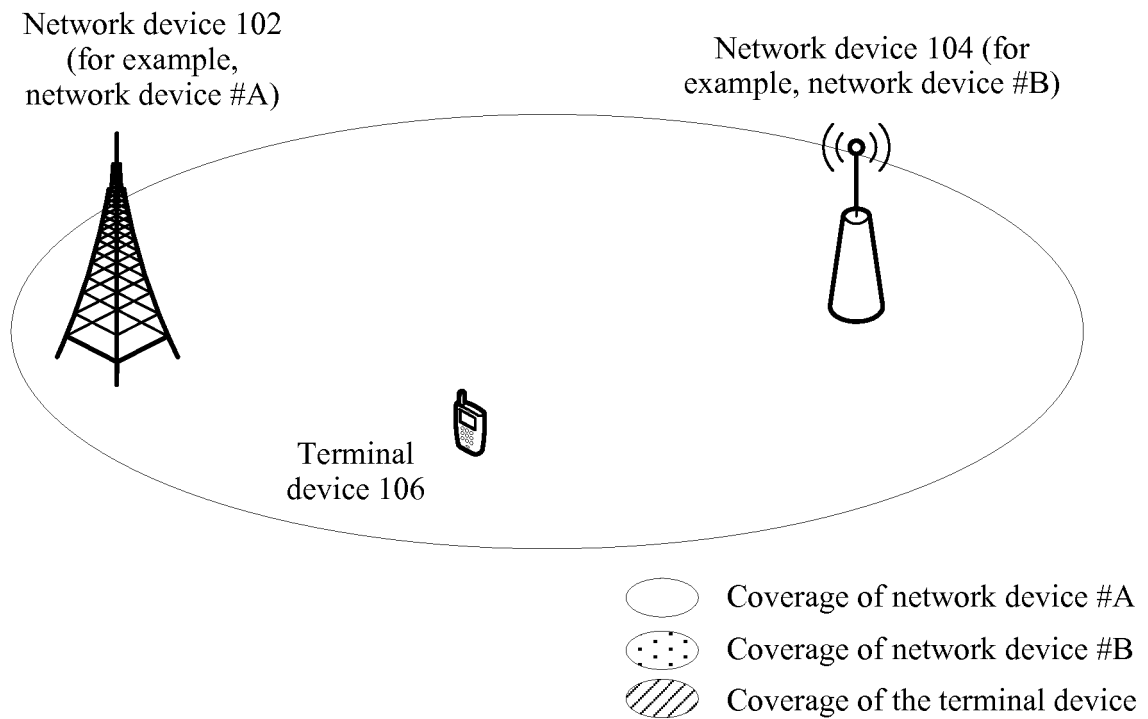 Network device 102
(for example,
network device #A)
Network device 104 (for
example, network device #B)
Terminal
device 106
Coverage of network device #A
Coverage of network device #B
Coverage of the terminal device